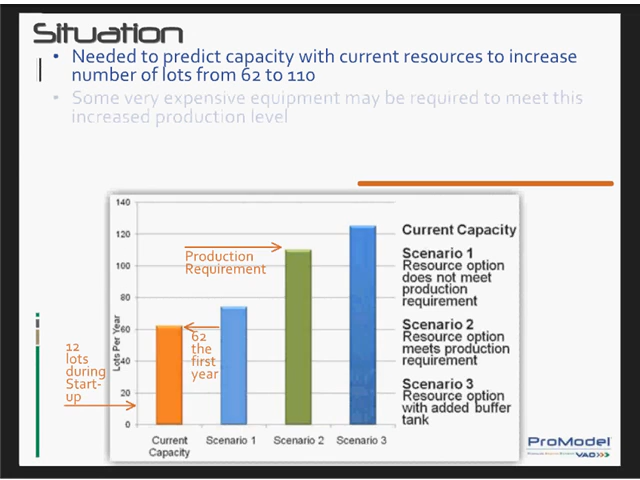 Situation
• Needed to predict capacity with current resources to increase
number of lots from 62 to 110
• Some very expensive equipment may be required to meet this
increased production level
140
120
100
80
60
40
20
0
Lots Per Year
Production
Requirement
62
the
first
year
12
lots
during
Start-
up
Current
Capacity
Scenario 1
Scenario 2
Scenario 3
Current Capacity
Scenario 1
Resource option
does not meet
production
requirement
Scenario 2
Resource option
meets production
requirement
Scenario 3
Resource option
with added buffer
tank
ProModel
VAO